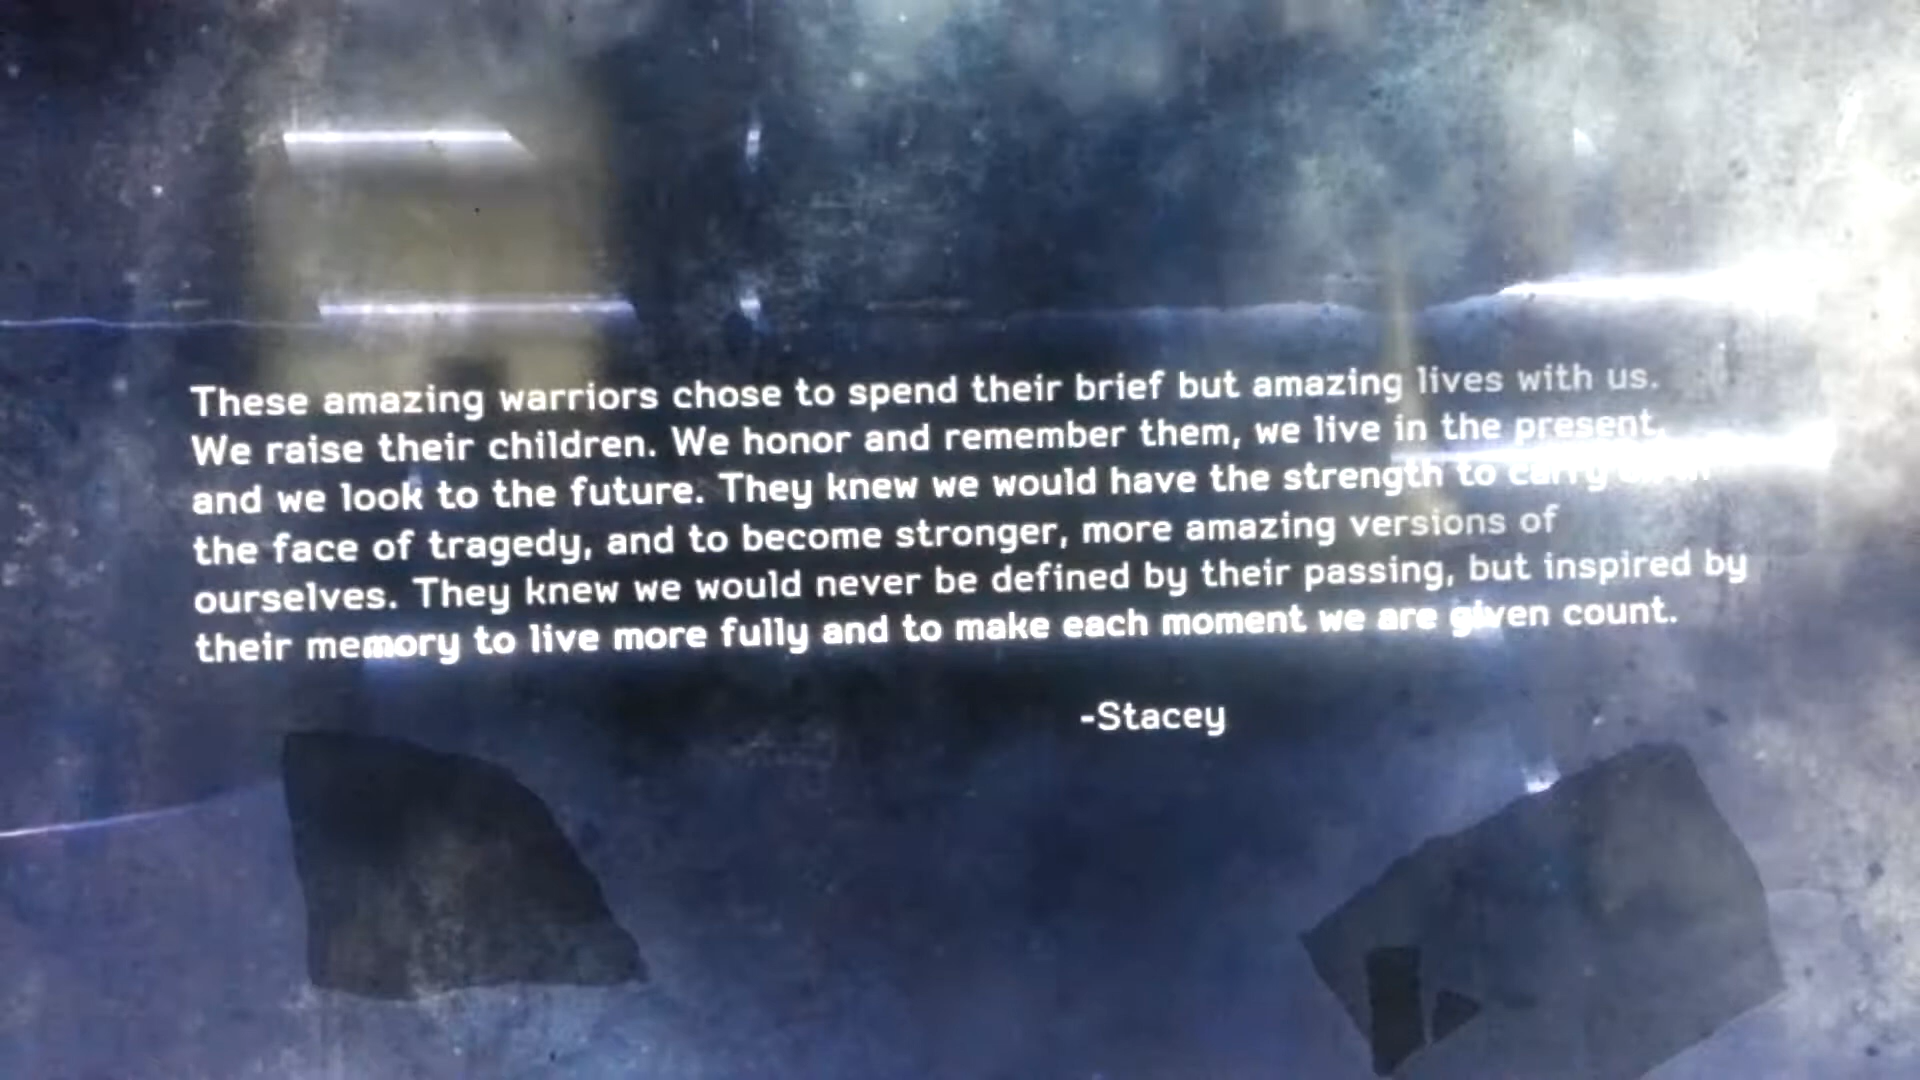 These amazing warriors chose to spend their brief but amazing lives with us.
We raise their children. We honor and remember them, we live in the present,
and we look to the future. They knew we would have the strength to carry
the face of tragedy, and to become stronger, more amazing versions of
ourselves. They knew we would never be defined by their passing, but inspired by
their memory to live more fully and to make each moment we are given count.
-Stacey